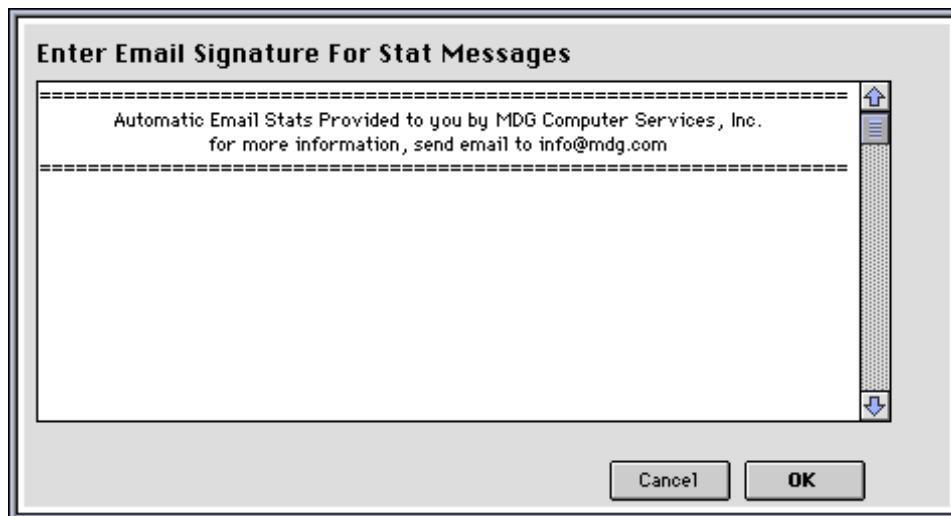 Enter Email Signature For Stat Messages
===================================================================
Automatic Email Stats Provided to you by MDG Computer Services, Inc.
for more information, send email to info@mdg.com
===================================================================
Cancel
OK